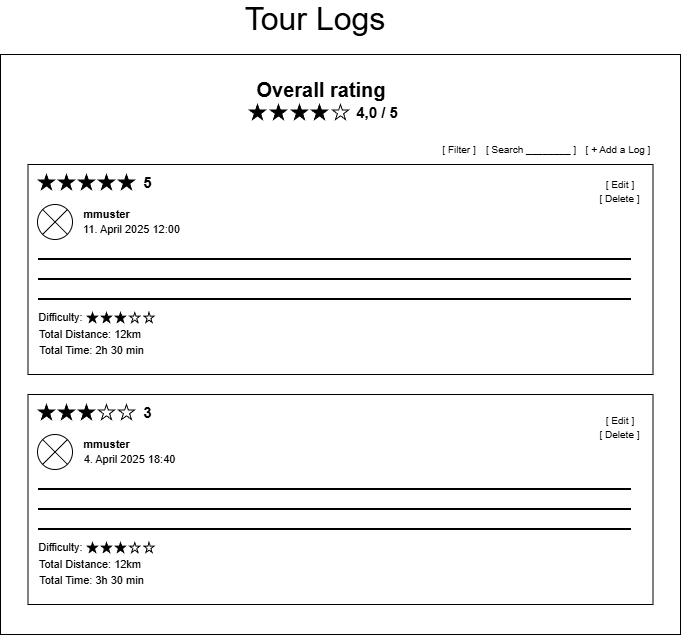 Tour Logs
Overall rating
★★★★☆ 4,0 / 5
[ Filter ] [ Search ________ ] [ + Add a Log ]
★★★★★ 5
[ Edit ]
[ Delete ]
mmuster
11. April 2025 12:00
Difficulty: ★★★☆☆
Total Distance: 12km
Total Time: 2h 30 min
★★★☆☆ 3
[ Edit ]
[ Delete ]
mmuster
4. April 2025 18:40
Difficulty: ★★★☆☆
Total Distance: 12km
Total Time: 3h 30 min